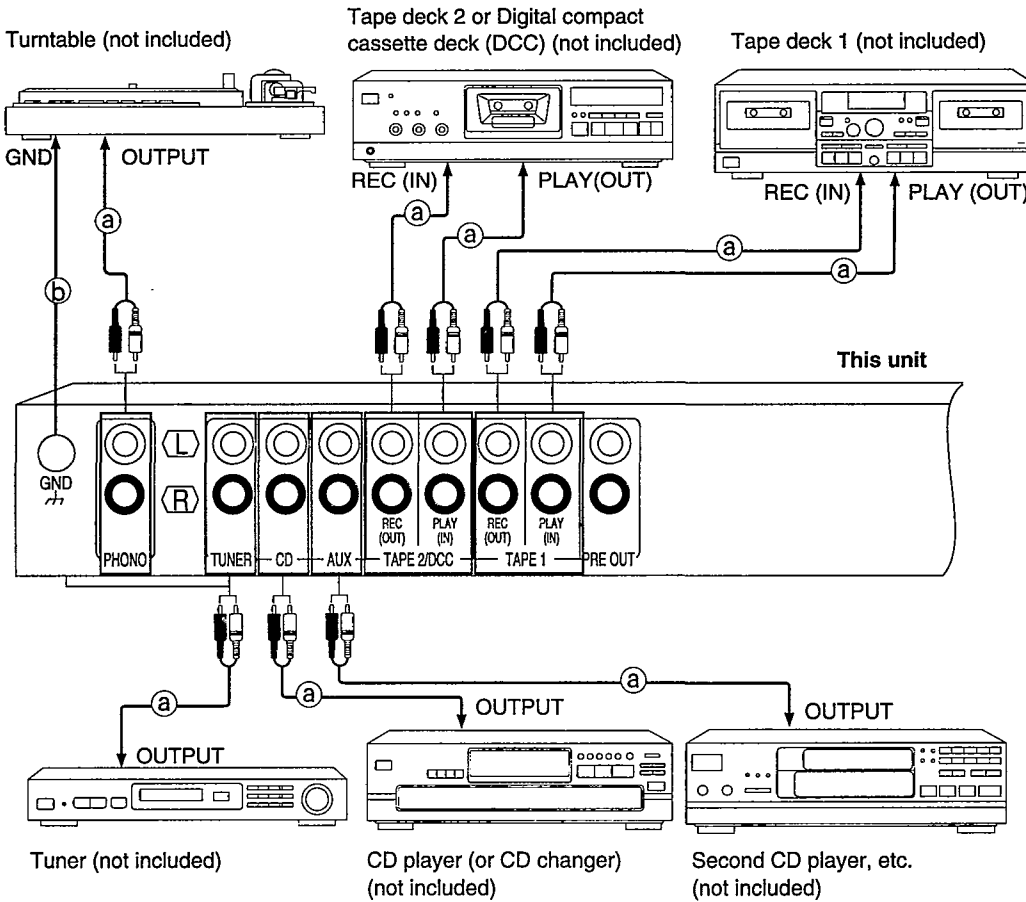 Turntable (not included)
Tape deck 2 or Digital compact
cassette deck (DCC) (not included)
Tape deck 1 (not included)
GND
OUTPUT
REC (IN)
PLAY(OUT)
REC (IN)
PLAY (OUT)
a
a
a
a
a
b
This unit
GND
L
R
REC
(OUT)
PLAY
(IN)
REC
(OUT)
PLAY
(IN)
PHONO
TUNER
CD
AUX
TAPE 2/DCC
TAPE 1
PRE OUT
a
a
a
OUTPUT
OUTPUT
OUTPUT
Tuner (not included)
CD player (or CD changer)
(not included)
Second CD player, etc.
(not included)